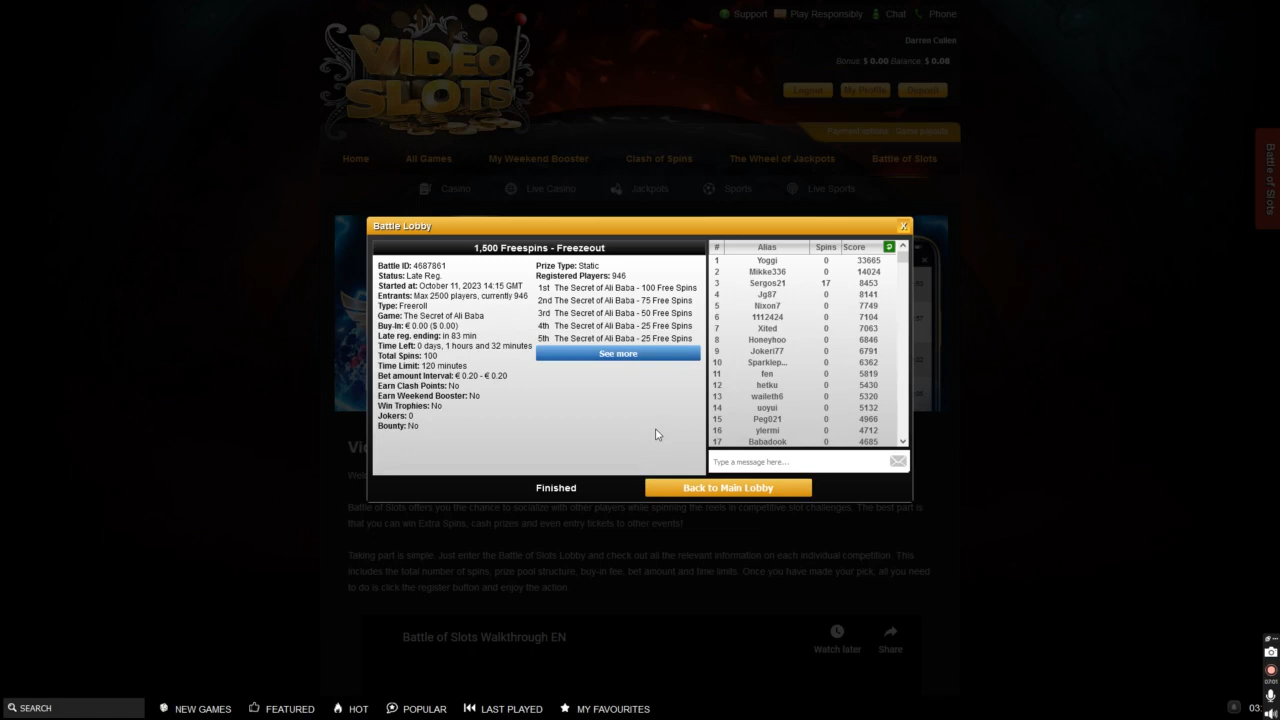 Support Play Responsibly Chat Phone
VIDEO
SLOTS
Darren Cullen
Bonus: $ 0.00 Balance: $ 0.08
Logout My Profile Deposit
Payment options Game payouts
Home All Games My Weekend Booster Clash of Spins The Wheel of Jackpots Battle of Slots
Casino Live Casino Jackpots Sports Live Sports
Battle of Slots
Battle Lobby X
1,500 Freespins - Freezeout
Battle ID: 4687861
Status: Late Reg.
Started at: October 11, 2023 14:15 GMT
Entrants: Max 2500 players, currently 946
Type: Freeroll
Game: The Secret of Ali Baba
Buy-In: € 0.00 ($ 0.00)
Late reg. ending: in 83 min
Time Left: 0 days, 1 hours and 32 minutes
Total Spins: 100
Time Limit: 120 minutes
Bet amount Interval: € 0.20 - € 0.20
Earn Clash Points: No
Earn Weekend Booster: No
Win Trophies: No
Jokers: 0
Bounty: No
Prize Type: Static
Registered Players: 946
1st The Secret of Ali Baba - 100 Free Spins
2nd The Secret of Ali Baba - 75 Free Spins
3rd The Secret of Ali Baba - 50 Free Spins
4th The Secret of Ali Baba - 25 Free Spins
5th The Secret of Ali Baba - 25 Free Spins
See more
# Alias Spins Score
1 Yoggi 0 33665
2 Mikke336 0 14024
3 Sergos21 17 8453
4 Jg87 0 8141
5 Nixon7 0 7749
6 1112424 0 7104
7 Xited 0 7063
8 Honeyhoo 0 6846
9 Jokeri77 0 6791
10 Sparklep... 0 6362
11 fen 0 5819
12 hetku 0 5430
13 waileth6 0 5320
14 uoyui 0 5132
15 Peg021 0 4966
16 ylermi 0 4712
17 Babadook 0 4685
Type a message here...
Finished Back to Main Lobby
Battle of Slots offers you the chance to socialize with other players while spinning the reels in competitive slot challenges. The best part is
that you can win Extra Spins, cash prizes and even entry tickets to other events!
Taking part is simple. Just enter the Battle of Slots Lobby and check out all the relevant information on each individual competition. This
includes the total number of spins, prize pool structure, buy-in fee, bet amount and time limits. Once you have made your pick, all you need
to do is click the register button and enjoy the action.
Battle of Slots Walkthrough EN
Watch later Share
SEARCH NEW GAMES FEATURED HOT POPULAR LAST PLAYED MY FAVOURITES